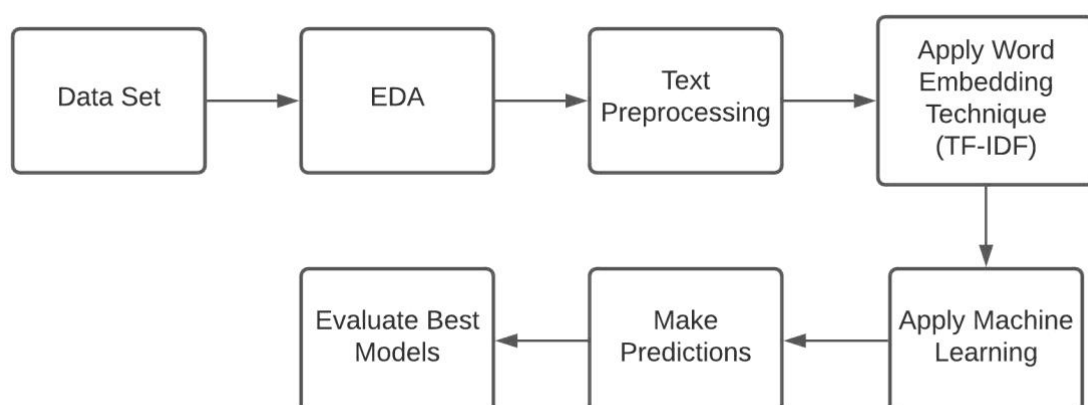 Data Set
EDA
Text
Preprocessing
Apply Word
Embedding
Technique
(TF-IDF)
Apply Machine
Learning
Make
Predictions
Evaluate Best
Models